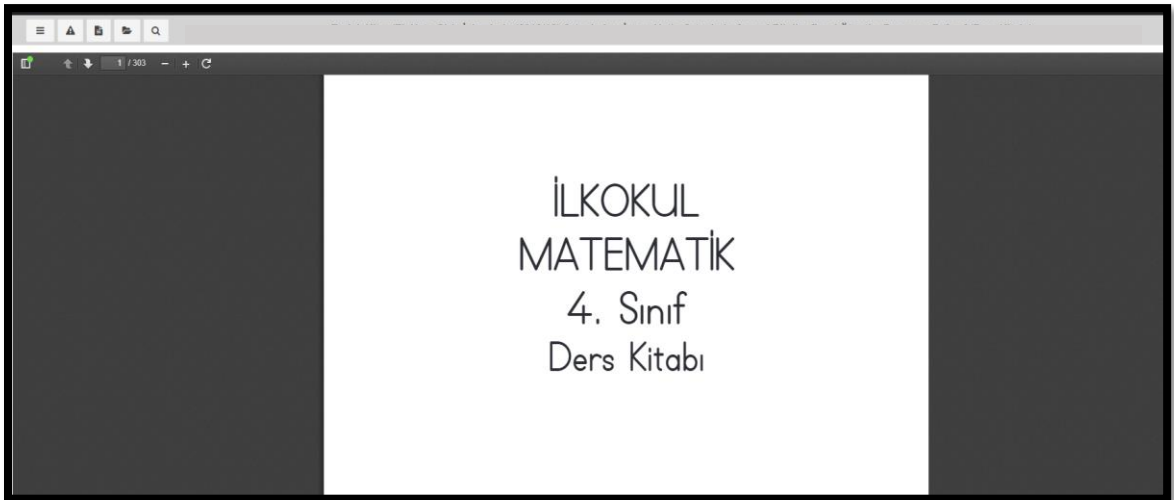 1 / 303
İLKOKUL
MATEMATİK
4. Sınıf
Ders Kitabı